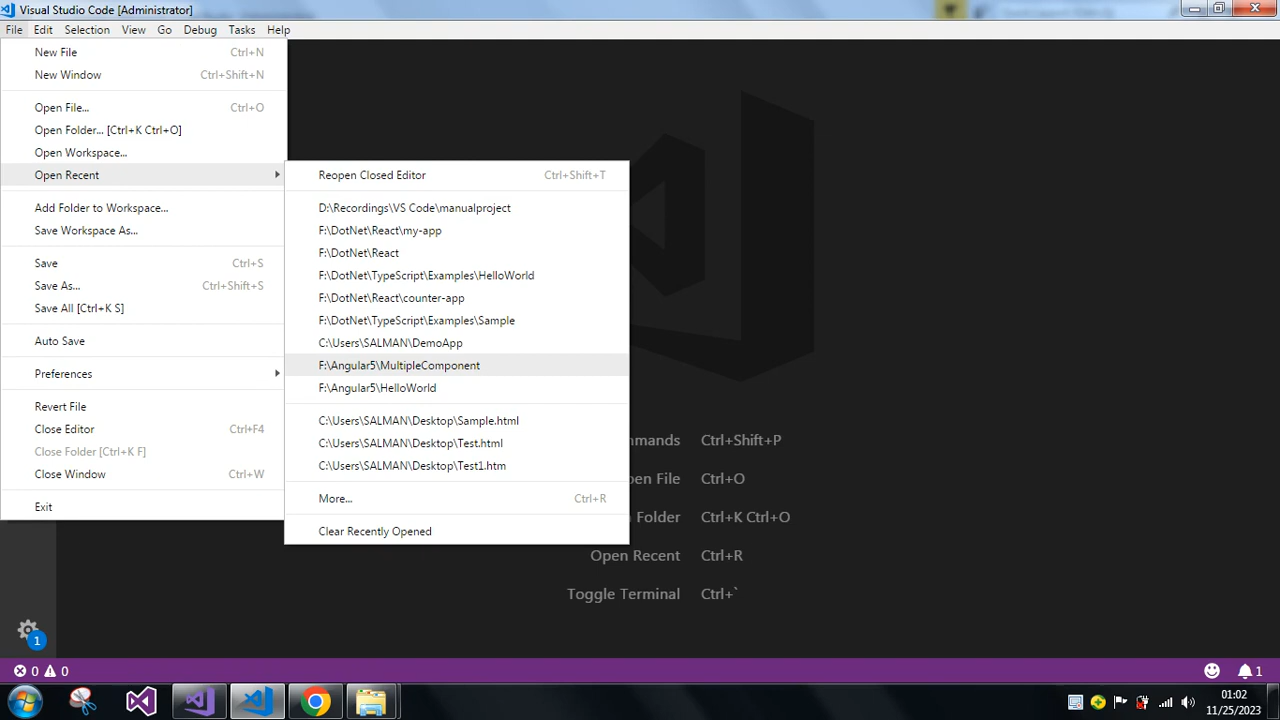 Visual Studio Code [Administrator]
File Edit Selection View Go Debug Tasks Help
New File Ctrl+N
New Window Ctrl+Shift+N
Open File... Ctrl+O
Open Folder... [Ctrl+K Ctrl+O]
Open Workspace...
Open Recent
Add Folder to Workspace...
Save Workspace As...
Save Ctrl+S
Save As... Ctrl+Shift+S
Save All [Ctrl+K S]
Auto Save
Preferences
Revert File
Close Editor Ctrl+F4
Close Folder [Ctrl+K F]
Close Window Ctrl+W
Exit
Reopen Closed Editor Ctrl+Shift+T
D:\Recordings\VS Code\manualproject
F:\DotNet\React\my-app
F:\DotNet\React
F:\DotNet\TypeScript\Examples\HelloWorld
F:\DotNet\React\counter-app
F:\DotNet\TypeScript\Examples\Sample
C:\Users\SALMAN\DemoApp
F:\Angular5\MultipleComponent
F:\Angular5\HelloWorld
C:\Users\SALMAN\Desktop\Sample.html
C:\Users\SALMAN\Desktop\Test.html
C:\Users\SALMAN\Desktop\Test1.htm
More... Ctrl+R
Clear Recently Opened
mmands Ctrl+Shift+P
en File Ctrl+O
Folder Ctrl+K Ctrl+O
Open Recent Ctrl+R
Toggle Terminal Ctrl+`
1
0 0 1
01:02
11/25/2023